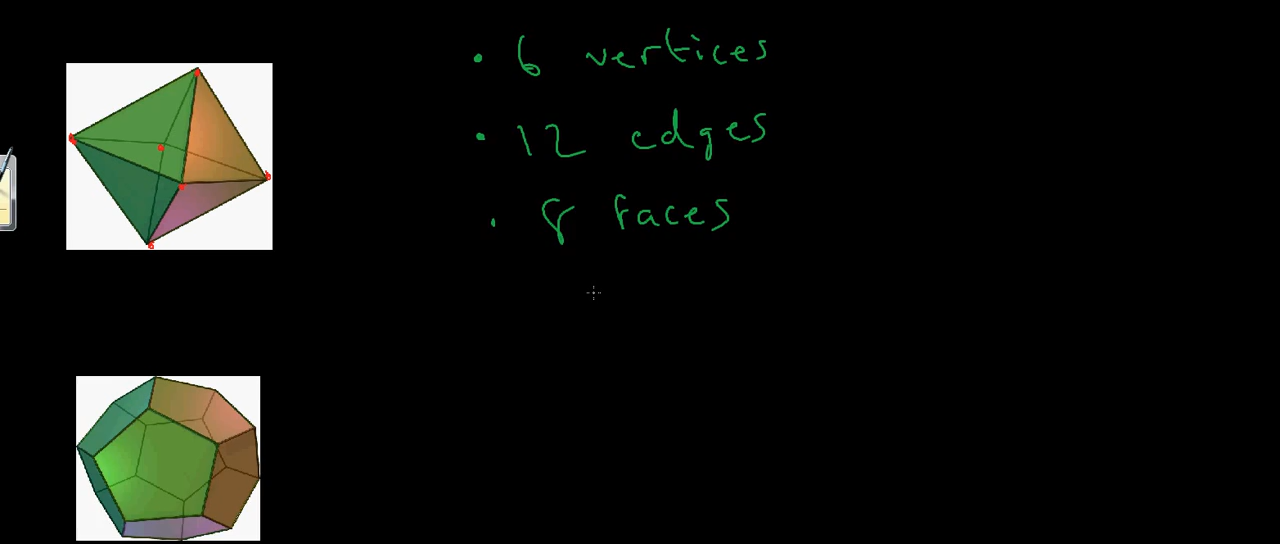 • 6 vertices
• 12 edges
• 8 faces